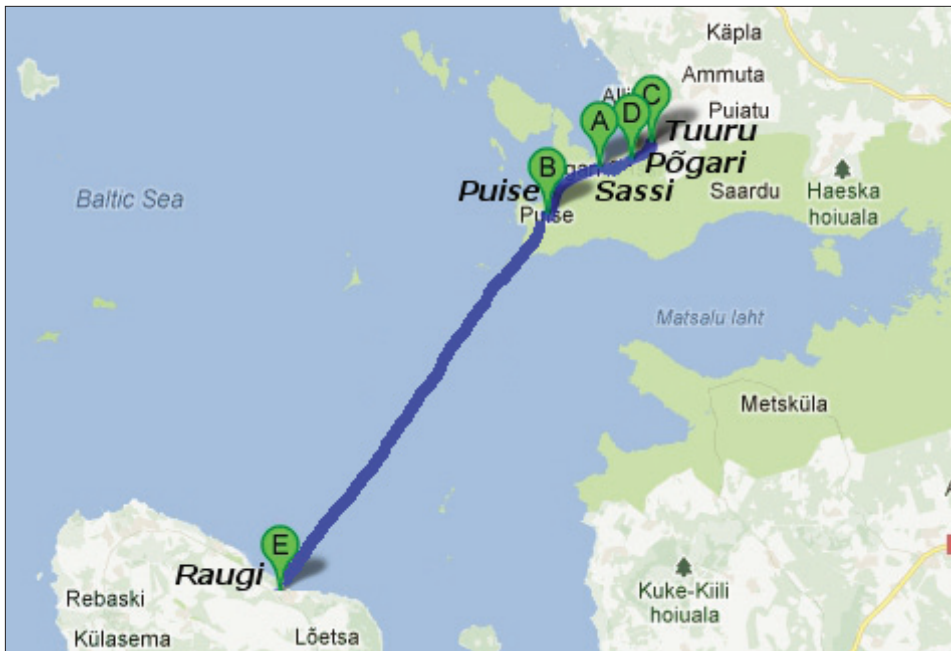 Käpla
Ammuta
C
Puiatu
A
D
Tuuru
Põgari
B
Puise
Sassi
Saardu
Haeska
hoiuala
Baltic Sea
Puise
Matsalu laht
Metsküla
E
Raugi
Rebaski
Kuke-Kiili
hoiuala
Külasema
Lõetsa